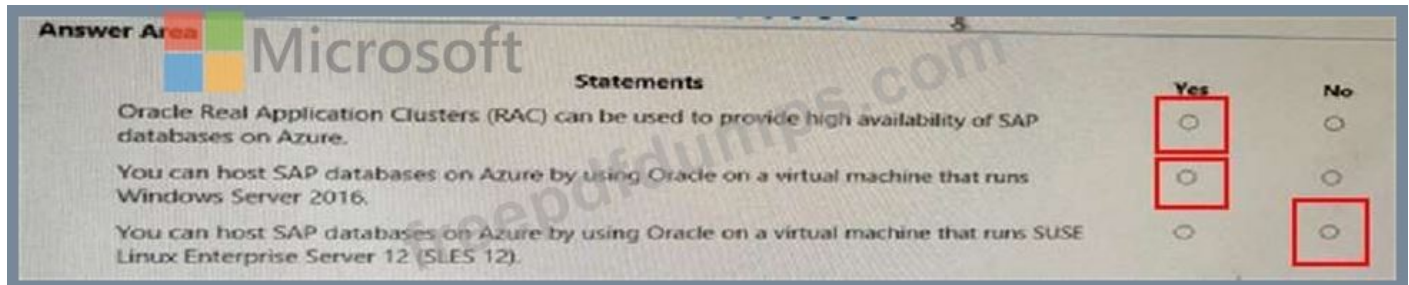 Answer Area
Microsoft
Statements
Yes
No
Oracle Real Application Clusters (RAC) can be used to provide high availability of SAP
databases on Azure.
You can host SAP databases on Azure by using Oracle on a virtual machine that runs
Windows Server 2016.
You can host SAP databases on Azure by using Oracle on a virtual machine that runs SUSE
Linux Enterprise Server 12 (SLES 12).
freepdfdumps.com